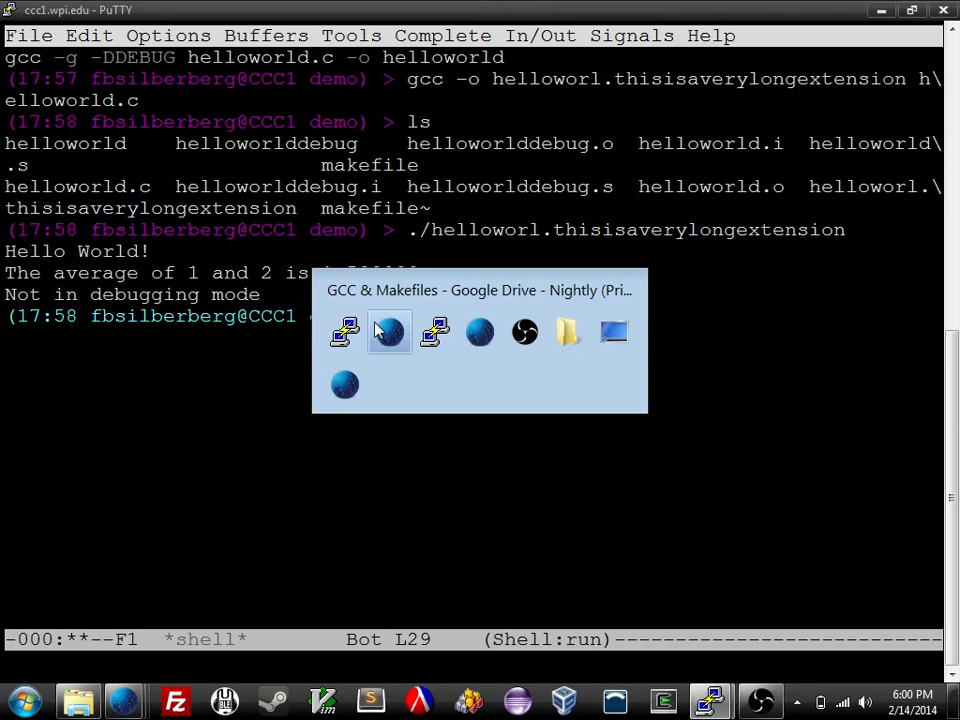 ccc1.wpi.edu - PuTTY
File Edit Options Buffers Tools Complete In/Out Signals Help
gcc -g -DDEBUG helloworld.c -o helloworld
(17:57 fbsilberberg@CCC1 demo) > gcc -o helloworl.thisisaverylongextension h\
elloworld.c
(17:58 fbsilberberg@CCC1 demo) > ls
helloworld helloworlddebug helloworlddebug.o helloworld.i helloworld\
.s makefile
helloworld.c helloworlddebug.i helloworlddebug.s helloworld.o helloworl.\
thisisaverylongextension makefile~
(17:58 fbsilberberg@CCC1 demo) > ./helloworl.thisisaverylongextension
Hello World!
The average of 1 and 2 is
Not in debugging mode
(17:58 fbsilberberg@CCC1
GCC & Makefiles - Google Drive - Nightly (Pri...
-000:**--F1 *shell* Bot L29 (Shell:run)----------------------------------
6:00 PM
2/14/2014